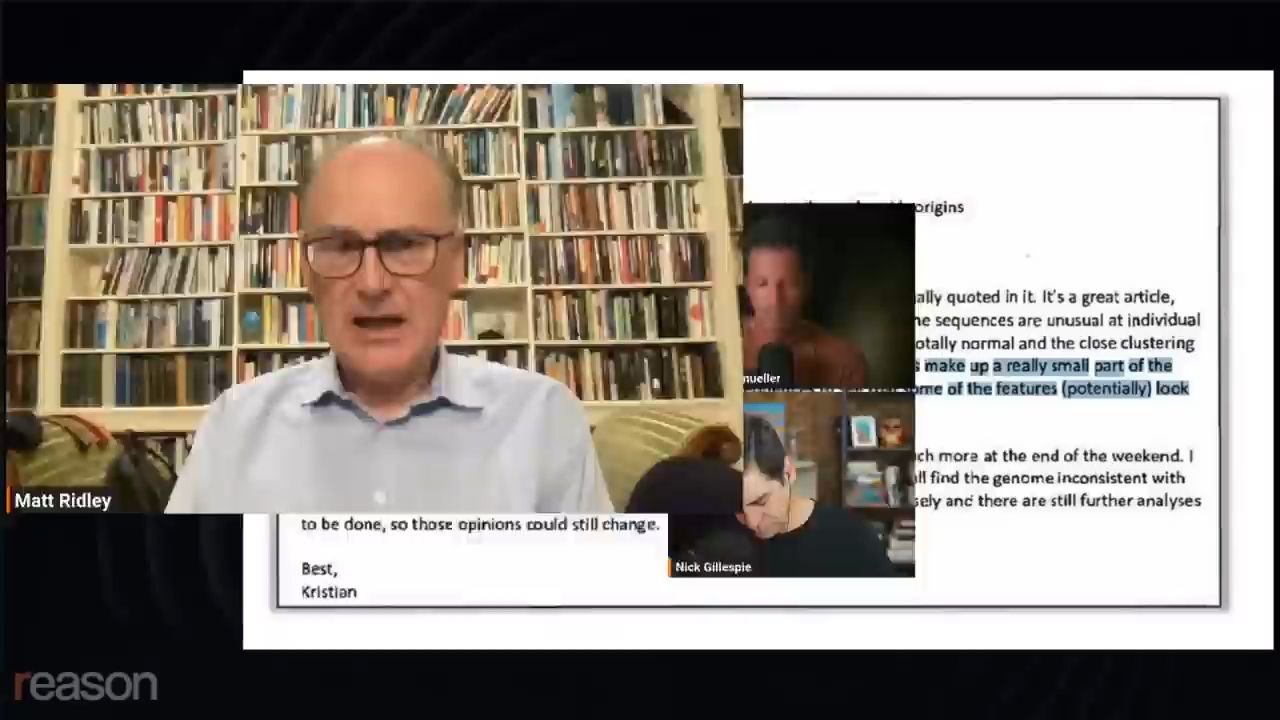 origins
ally quoted in it. It's a great article,
ne sequences are unusual at individual
otally normal and the close clustering
s make up a really small part of the
ome of the features (potentially) look
ch more at the end of the weekend. I
ll find the genome inconsistent with
sely and there are still further analyses
to be done, so those opinions could still change.
Best,
Kristian
Matt Ridley
mueller
Nick Gillespie
reason